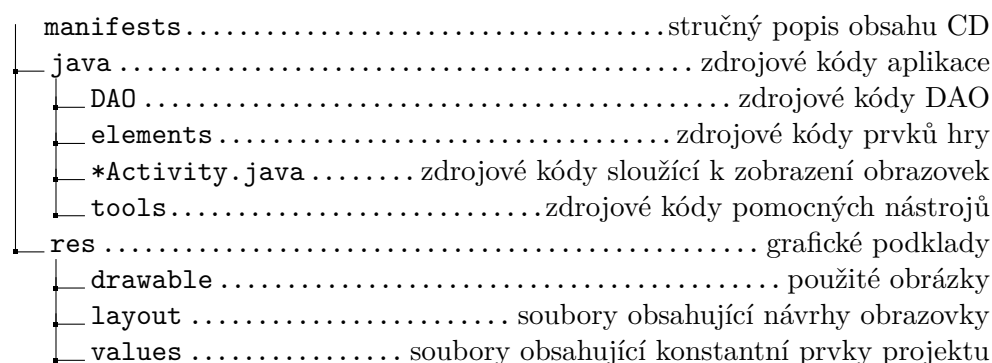 manifests......................................stručný popis obsahu CD
java..............................................zdrojové kódy aplikace
DAO...............................................zdrojové kódy DAO
elements.....................................zdrojové kódy prvků hry
*Activity.java........zdrojové kódy sloužící k zobrazení obrazovek
tools.............................zdrojové kódy pomocných nástrojů
res....................................................grafické podklady
drawable.............................................použité obrázky
layout..........................soubory obsahující návrhy obrazovky
values................soubory obsahující konstantní prvky projektu